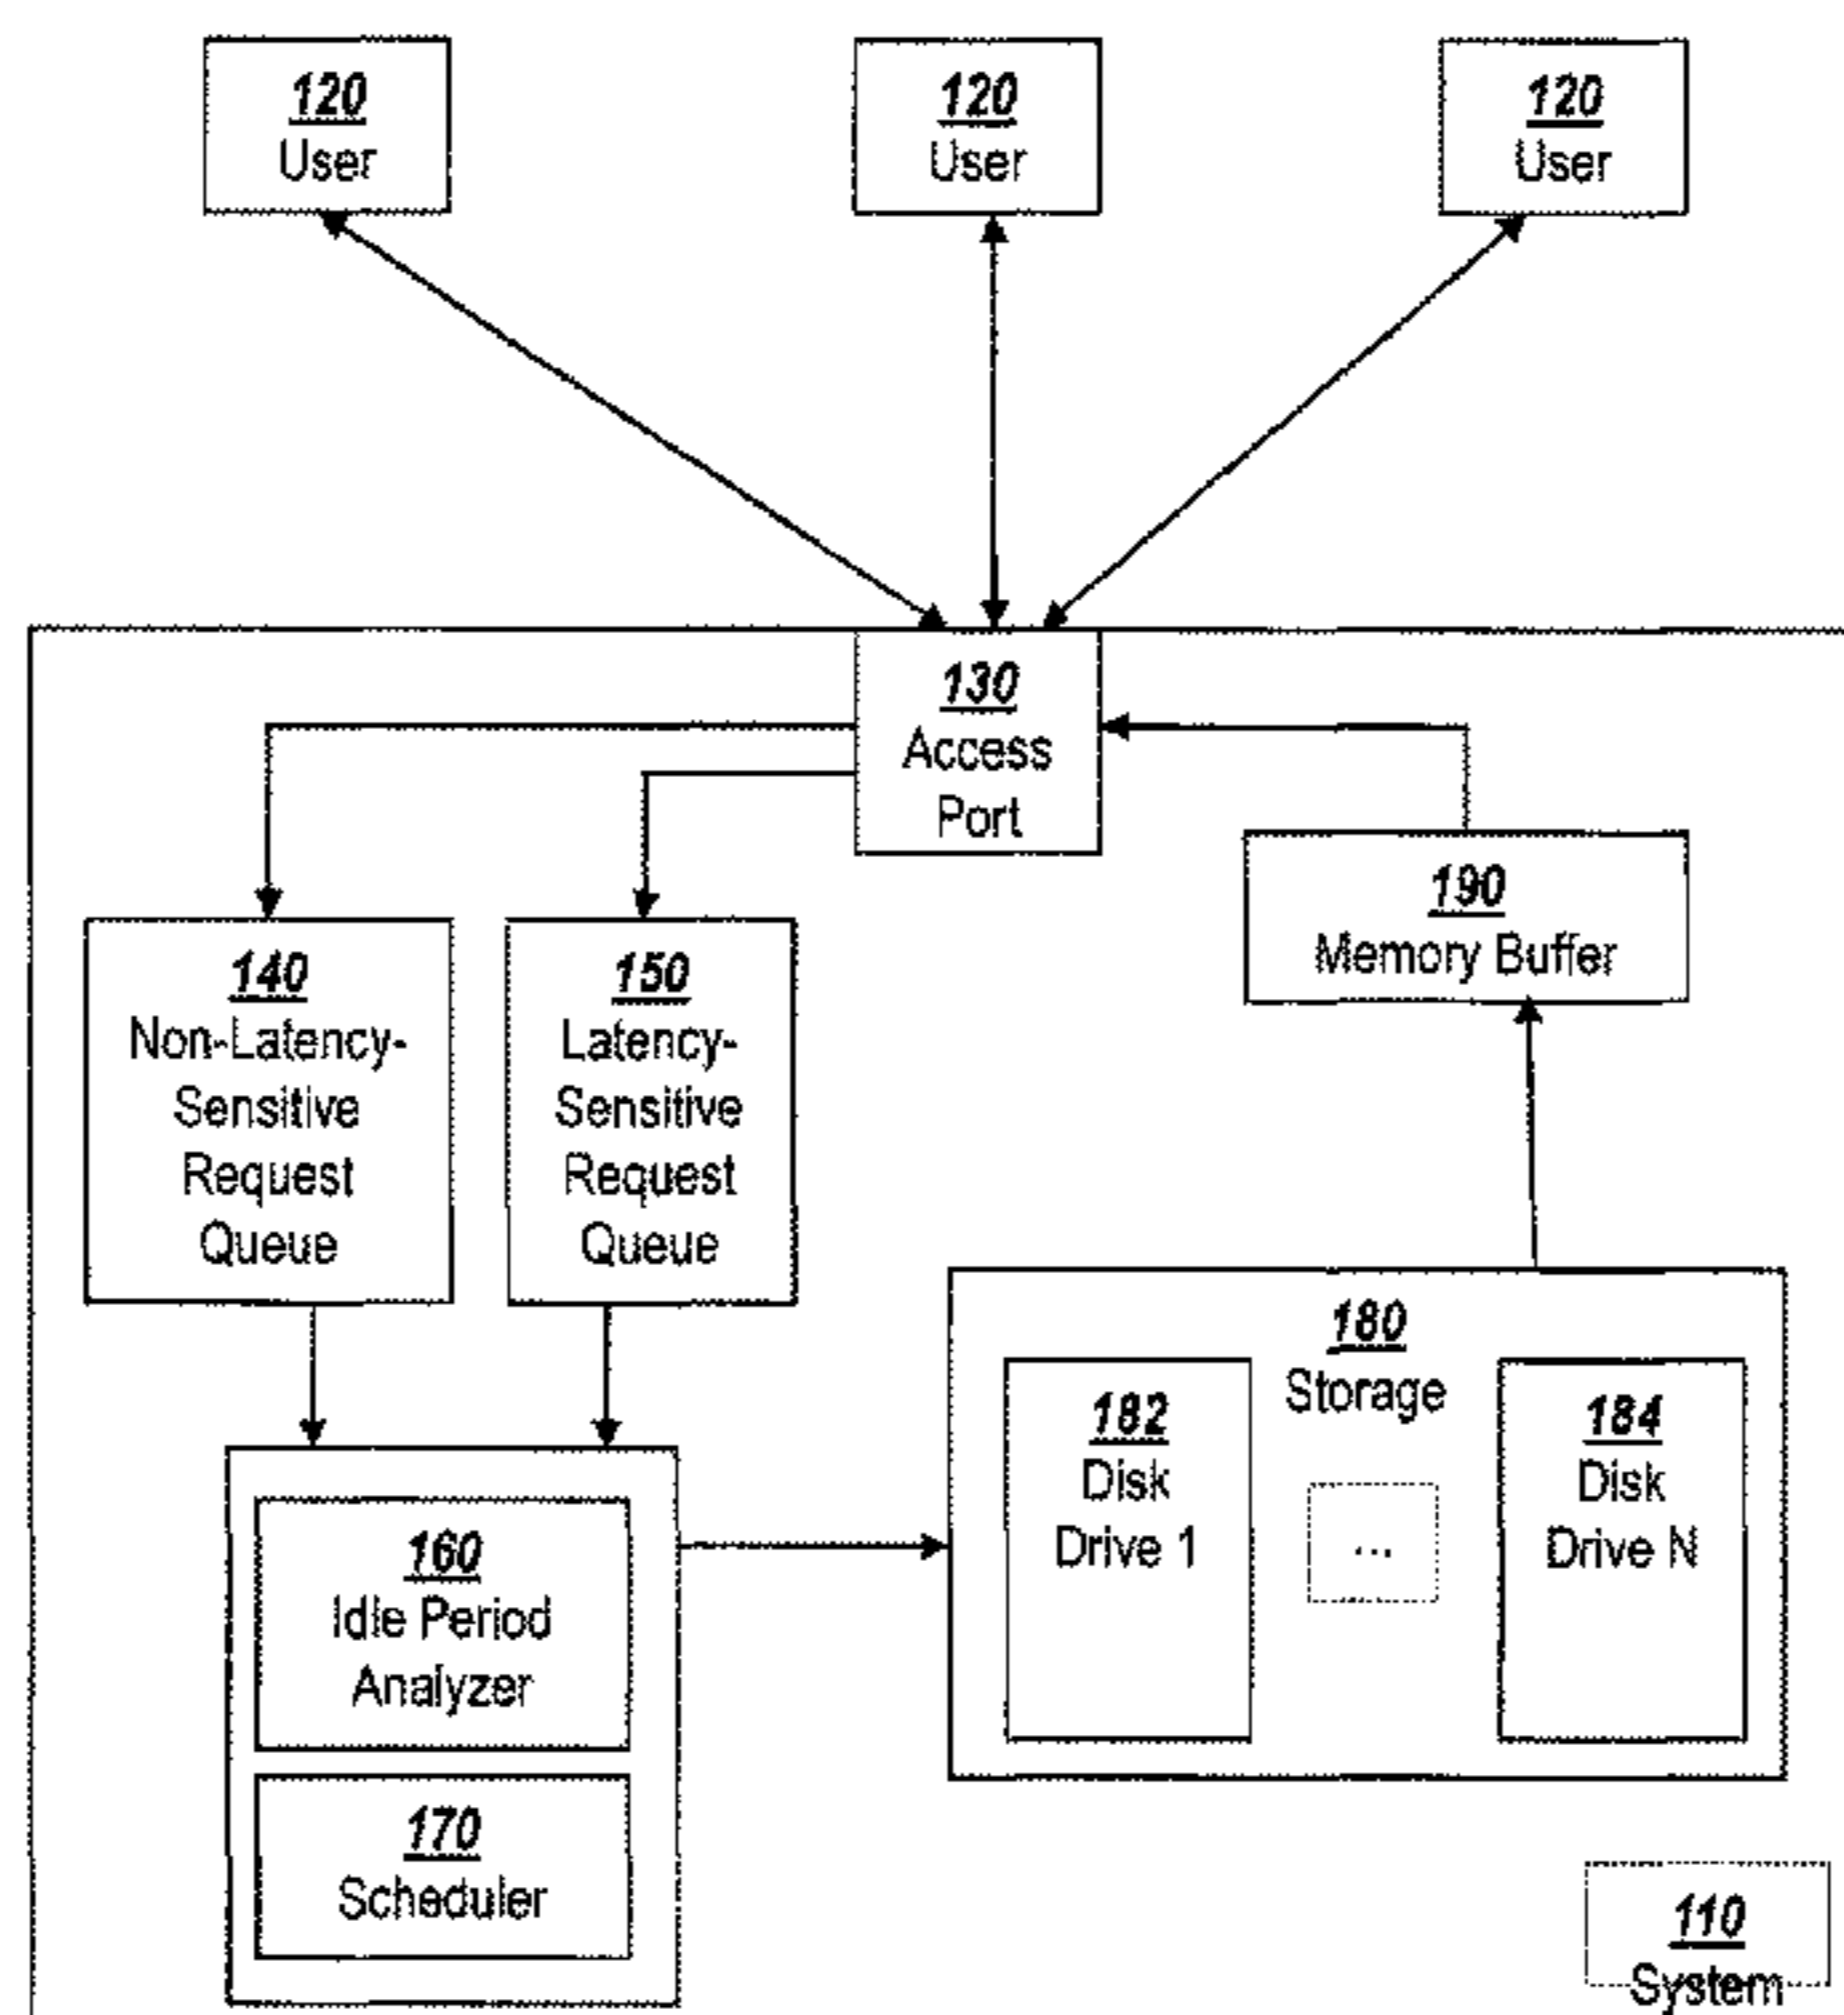 120
User
120
User
120
User
130
Access
Port
190
Memory Buffer
140
Non-Latency-
Sensitive
Request
Queue
150
Latency-
Sensitive
Request
Queue
180
Storage
182
Disk
Drive 1
...
184
Disk
Drive N
160
Idle Period
Analyzer
170
Scheduler
110
System